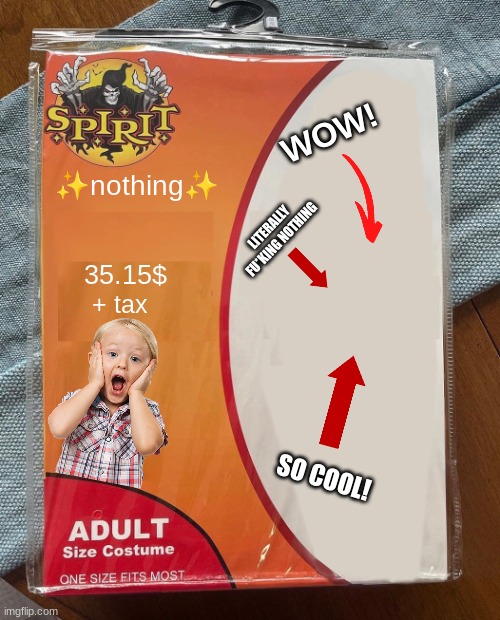 SPIRIT
✨nothing✨
35.15$
+ tax
WOW!
LITERALLY
FU*KING NOTHING
SO COOL!
ADULT
Size Costume
ONE SIZE FITS MOST
imgflip.com